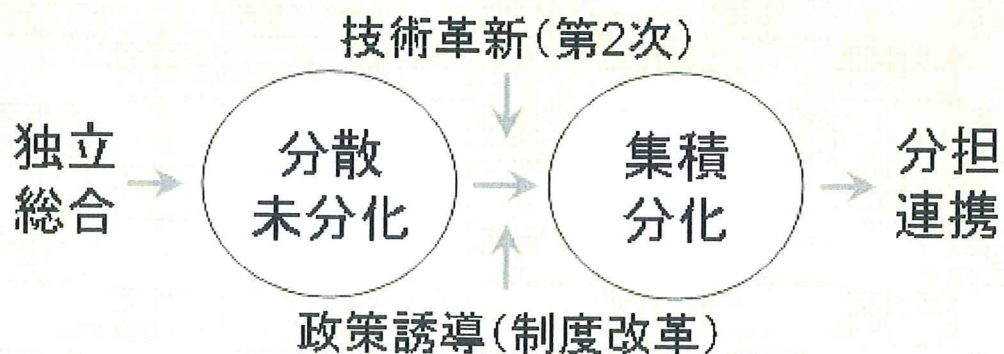 技術革新(第2次)
独立
総合
分散
未分化
集積
分化
分担
連携
政策誘導(制度改革)